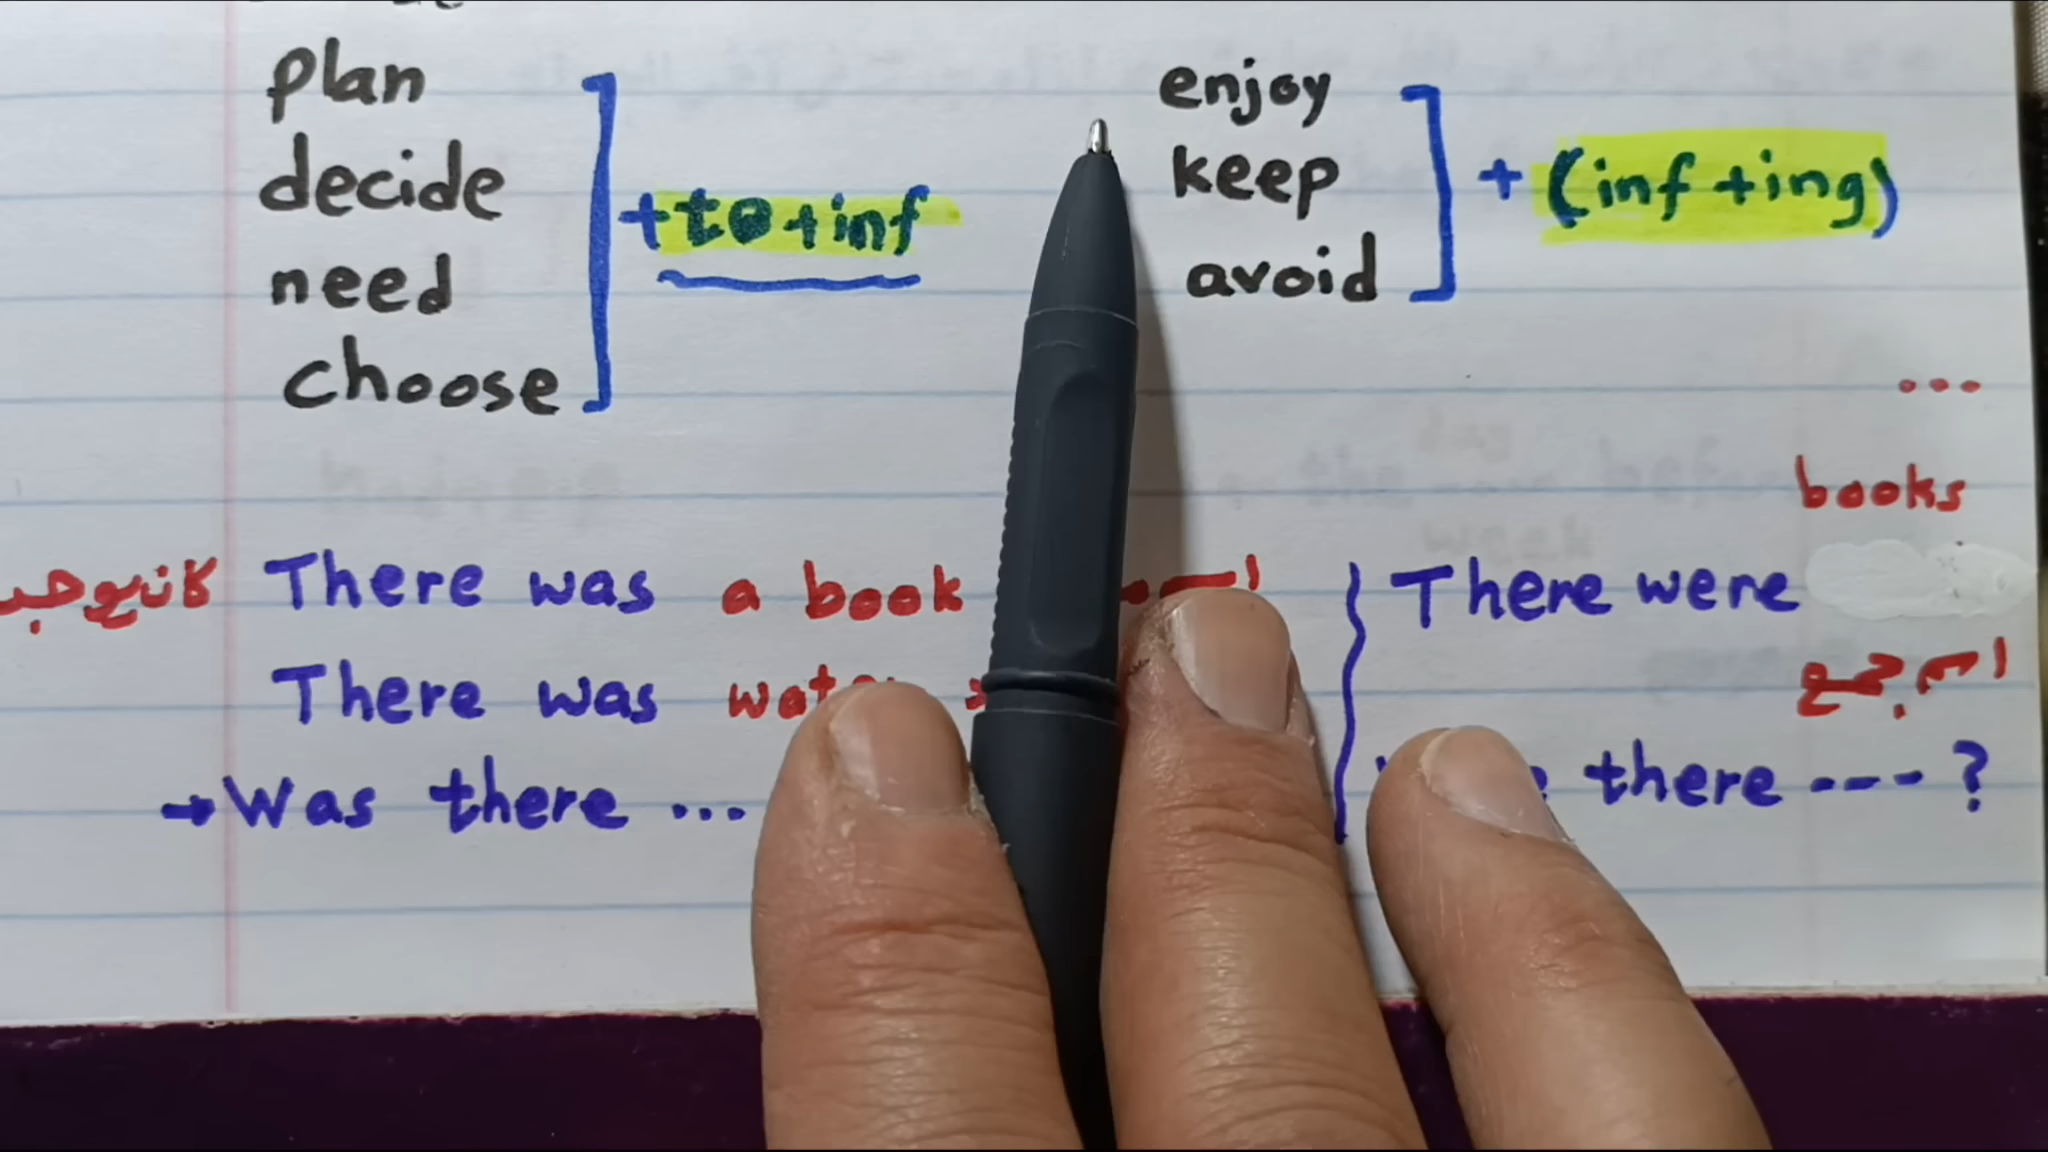 plan
decide
need
choose
+ to + inf
enjoy
keep
avoid
+ (inf + ing)
...
books
كان يوجد There was a book
There were
اسم جمع
There was
→ Was there ...
there --- ?